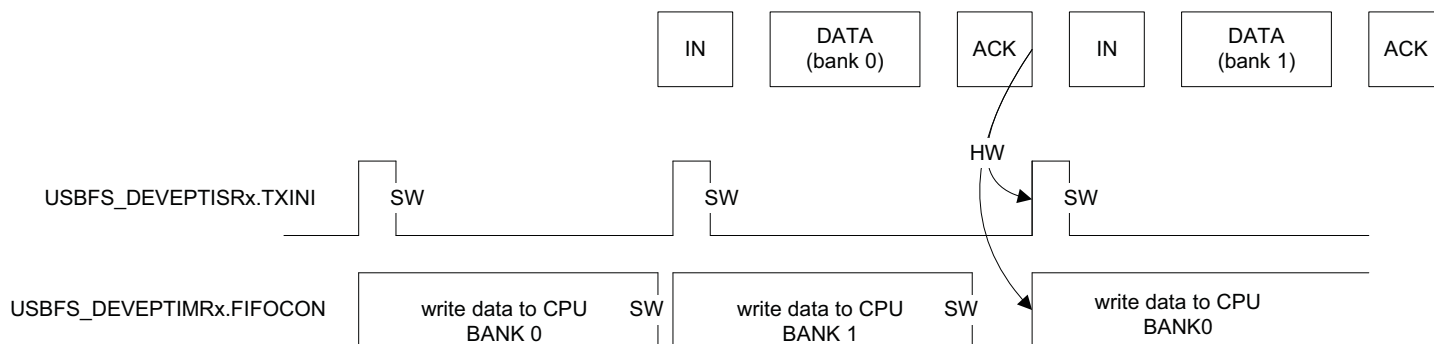 IN
DATA
(bank 0)
ACK
IN
DATA
(bank 1)
ACK
HW
USBFS_DEVEPTISRx.TXINI
SW
SW
SW
USBFS_DEVEPTIMRx.FIFOCON
write data to CPU
BANK 0
SW
write data to CPU
BANK 1
SW
write data to CPU
BANK0